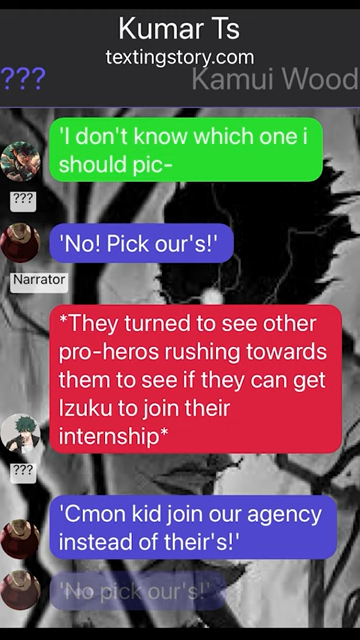 Kumar Ts
textingstory.com
???
Kamui Wood
'I don't know which one i
should pic-
???
'No! Pick our's!'
Narrator
*They turned to see other
pro-heros rushing towards
them to see if they can get
Izuku to join their
internship*
???
'Cmon kid join our agency
instead of their's!'
'No pick our's!'